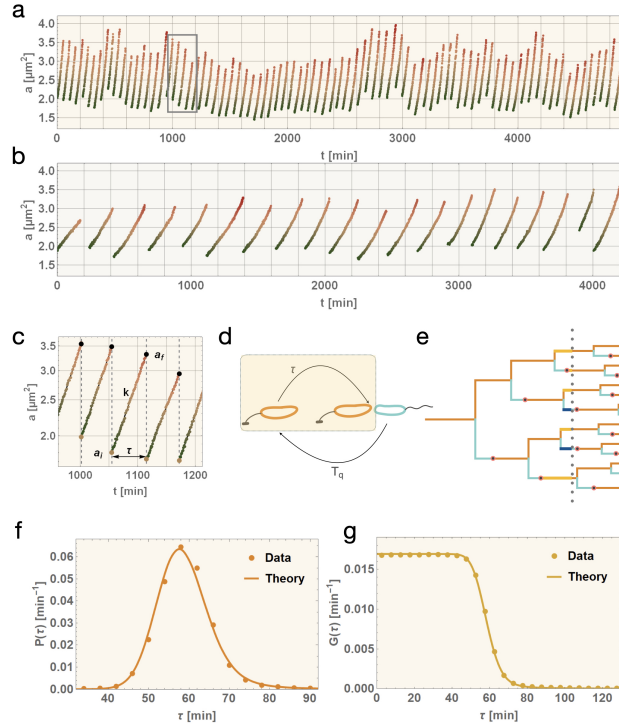 a
a [μm²]
4.0
3.5
3.0
2.5
2.0
1.5
0
1000
2000
3000
4000
t [min]
b
a [μm²]
4.0
3.5
3.0
2.5
2.0
1.5
0
1000
2000
3000
4000
t [min]
c
a [μm²]
3.5
3.0
2.5
2.0
a_f
k
a_i
τ
1000
1100
1200
t [min]
d
τ
T_q
e
f
P(τ) [min⁻¹]
0.06
0.05
0.04
0.03
0.02
0.01
0.00
Data
Theory
40
50
60
70
80
90
τ [min]
g
G(τ) [min⁻¹]
0.015
0.010
0.005
0.000
Data
Theory
0
20
40
60
80
100
120
τ [min]